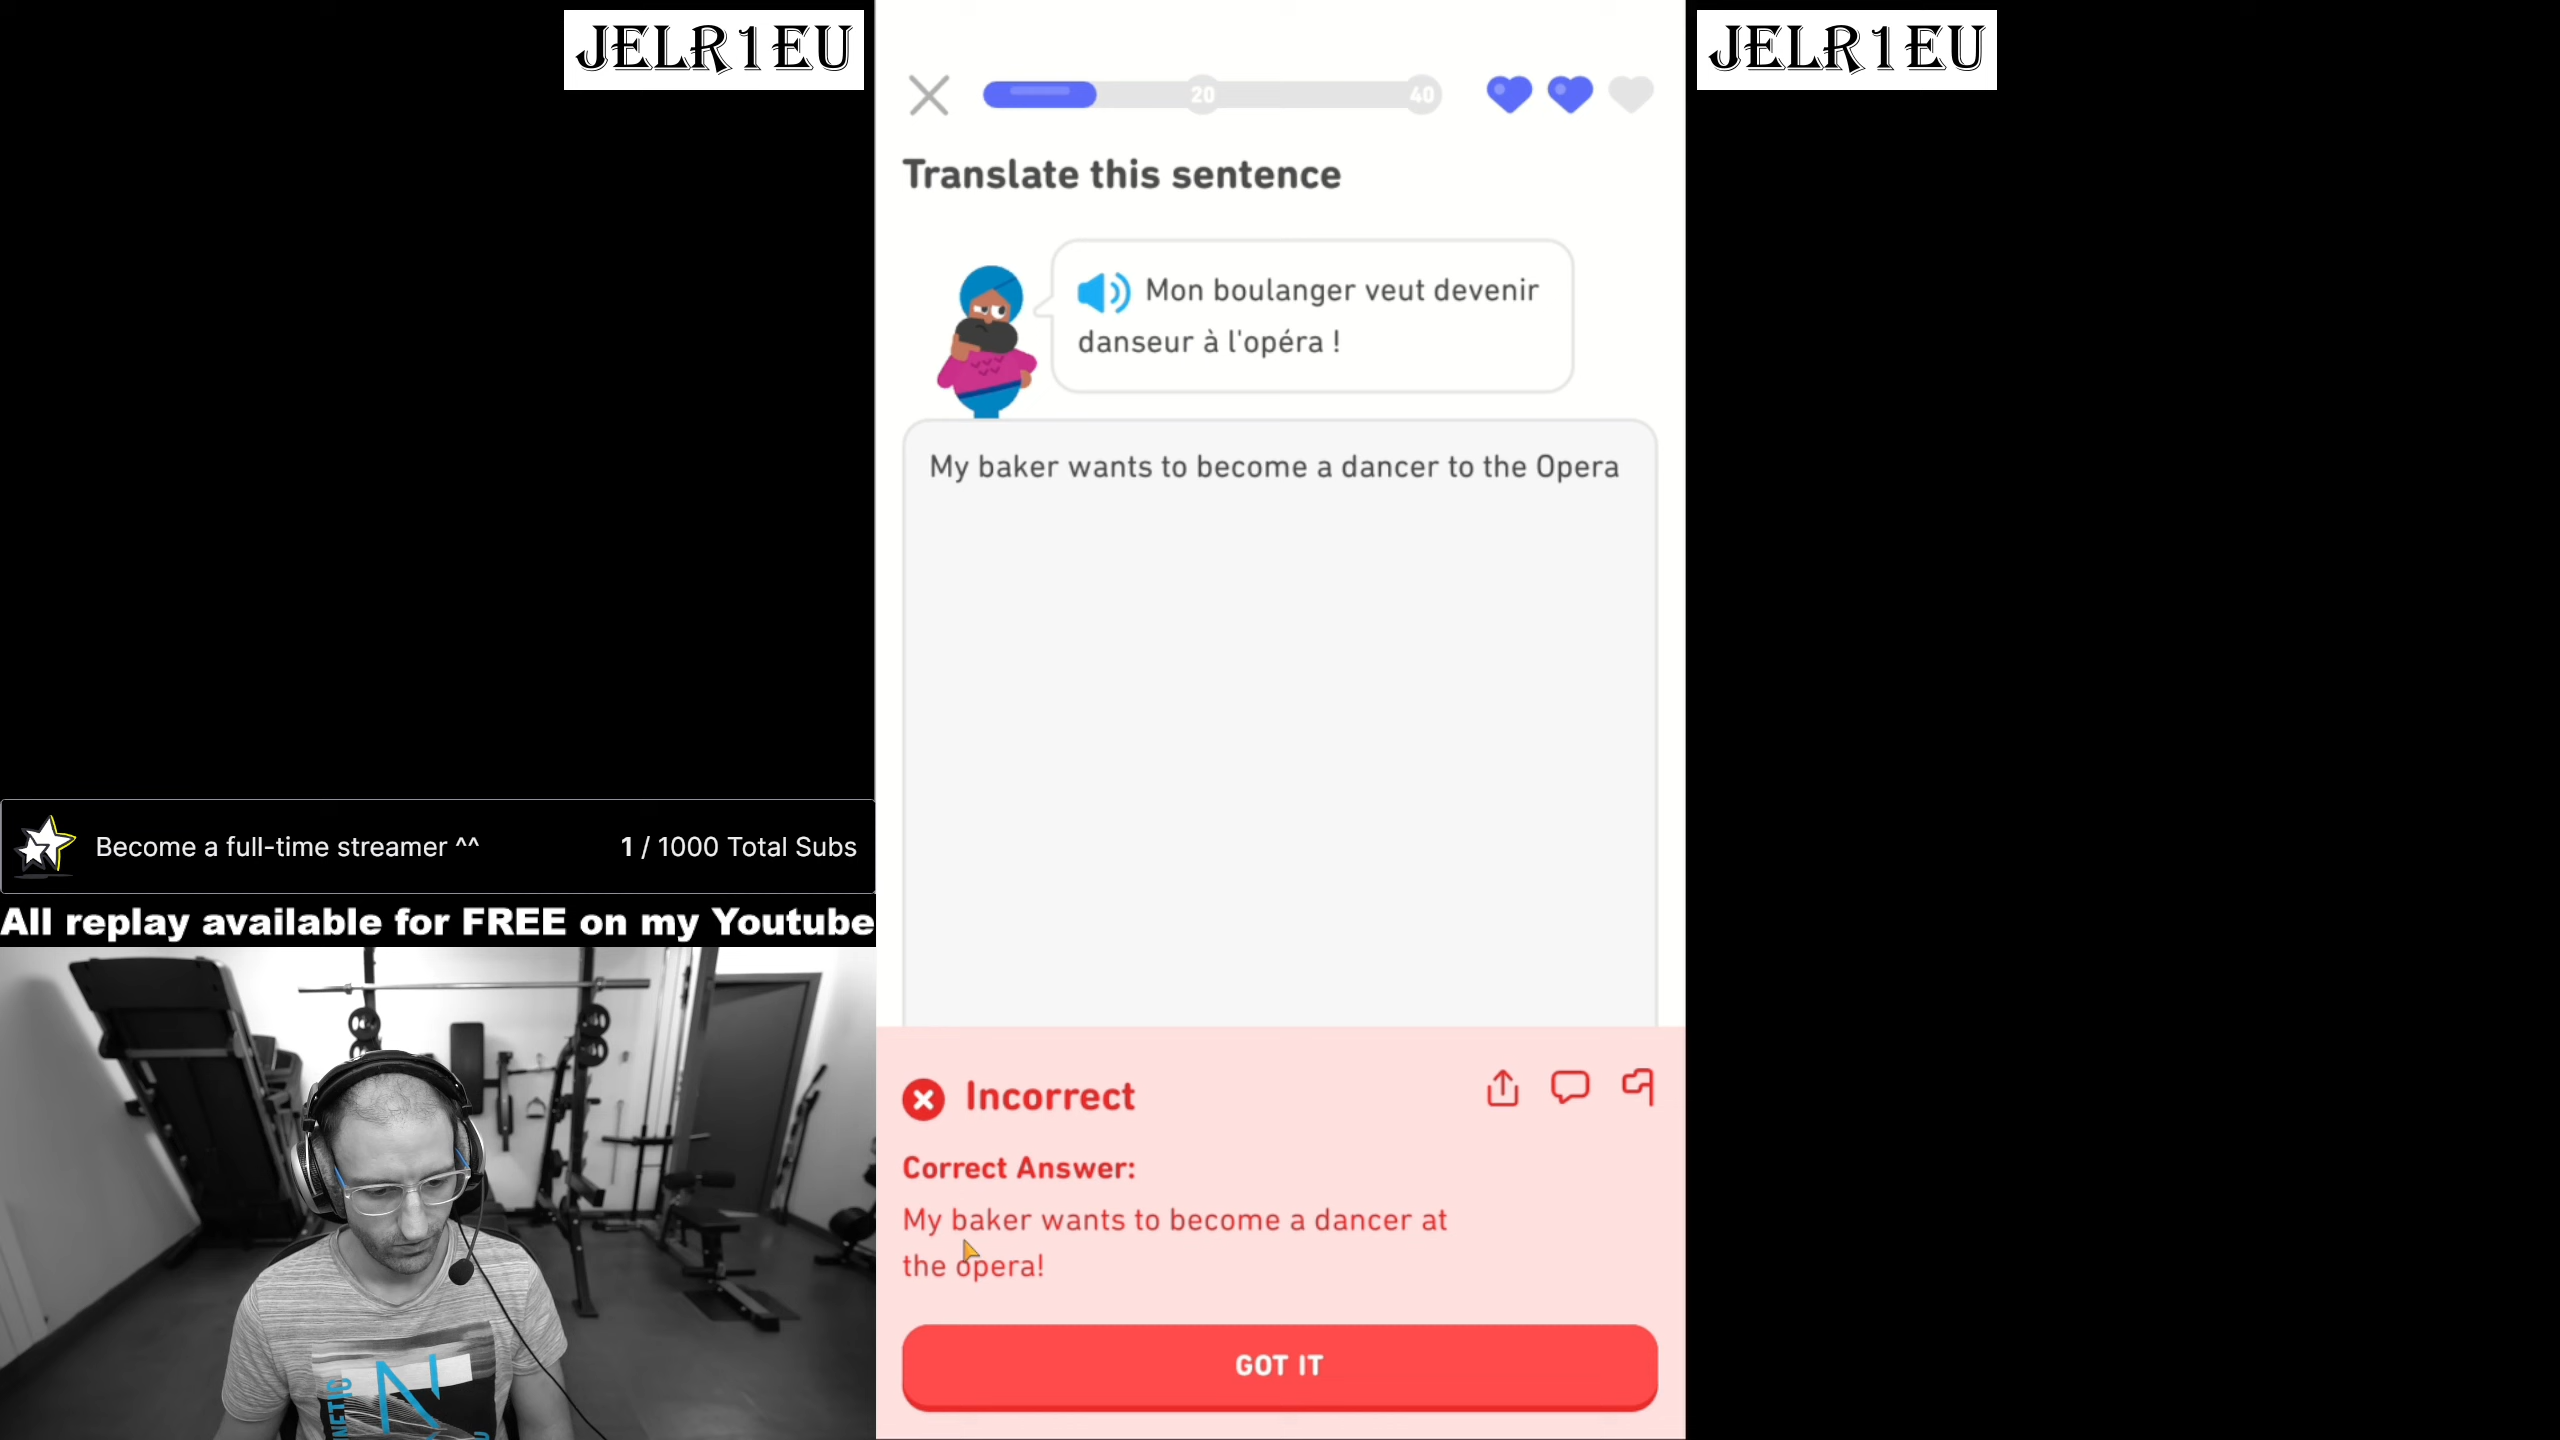 JELR1EU
JELR1EU
20
40
Translate this sentence
Mon boulanger veut devenir
danseur à l'opéra !
My baker wants to become a dancer to the Opera
Become a full-time streamer ^^
1 / 1000 Total Subs
All replay available for FREE on my Youtube
Incorrect
Correct Answer:
My baker wants to become a dancer at
the opera!
GOT IT
N